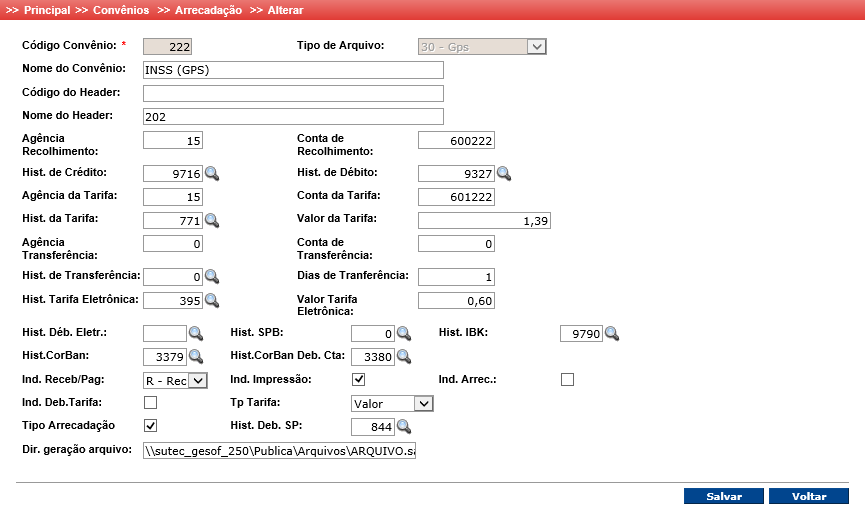 >> Principal >> Convênios >> Arrecadação >> Alterar
Código Convênio: * 222 Tipo de Arquivo: 30 - Gps
Nome do Convênio: INSS (GPS)
Código do Header:
Nome do Header: 202
Agência Recolhimento: 15 Conta de Recolhimento: 600222
Hist. de Crédito: 9716 Hist. de Débito: 9327
Agência da Tarifa: 15 Conta da Tarifa: 601222
Hist. da Tarifa: 771 Valor da Tarifa: 1,39
Agência Transferência: 0 Conta de Transferência: 0
Hist. de Transferência: 0 Dias de Tranferência: 1
Hist. Tarifa Eletrônica: 395 Valor Tarifa Eletrônica: 0,60
Hist. Déb. Eletr.: Hist. SPB: 0 Hist. IBK: 9790
Hist.CorBan: 3379 Hist.CorBan Deb. Cta: 3380
Ind. Receb/Pag: R - Rec Ind. Impressão: Ind. Arrec.:
Ind. Deb.Tarifa: Tp Tarifa: Valor
Tipo Arrecadação Hist. Deb. SP: 844
Dir. geração arquivo: \\sutec_gesof_250\Publica\Arquivos\ARQUIVO.sa
Salvar Voltar